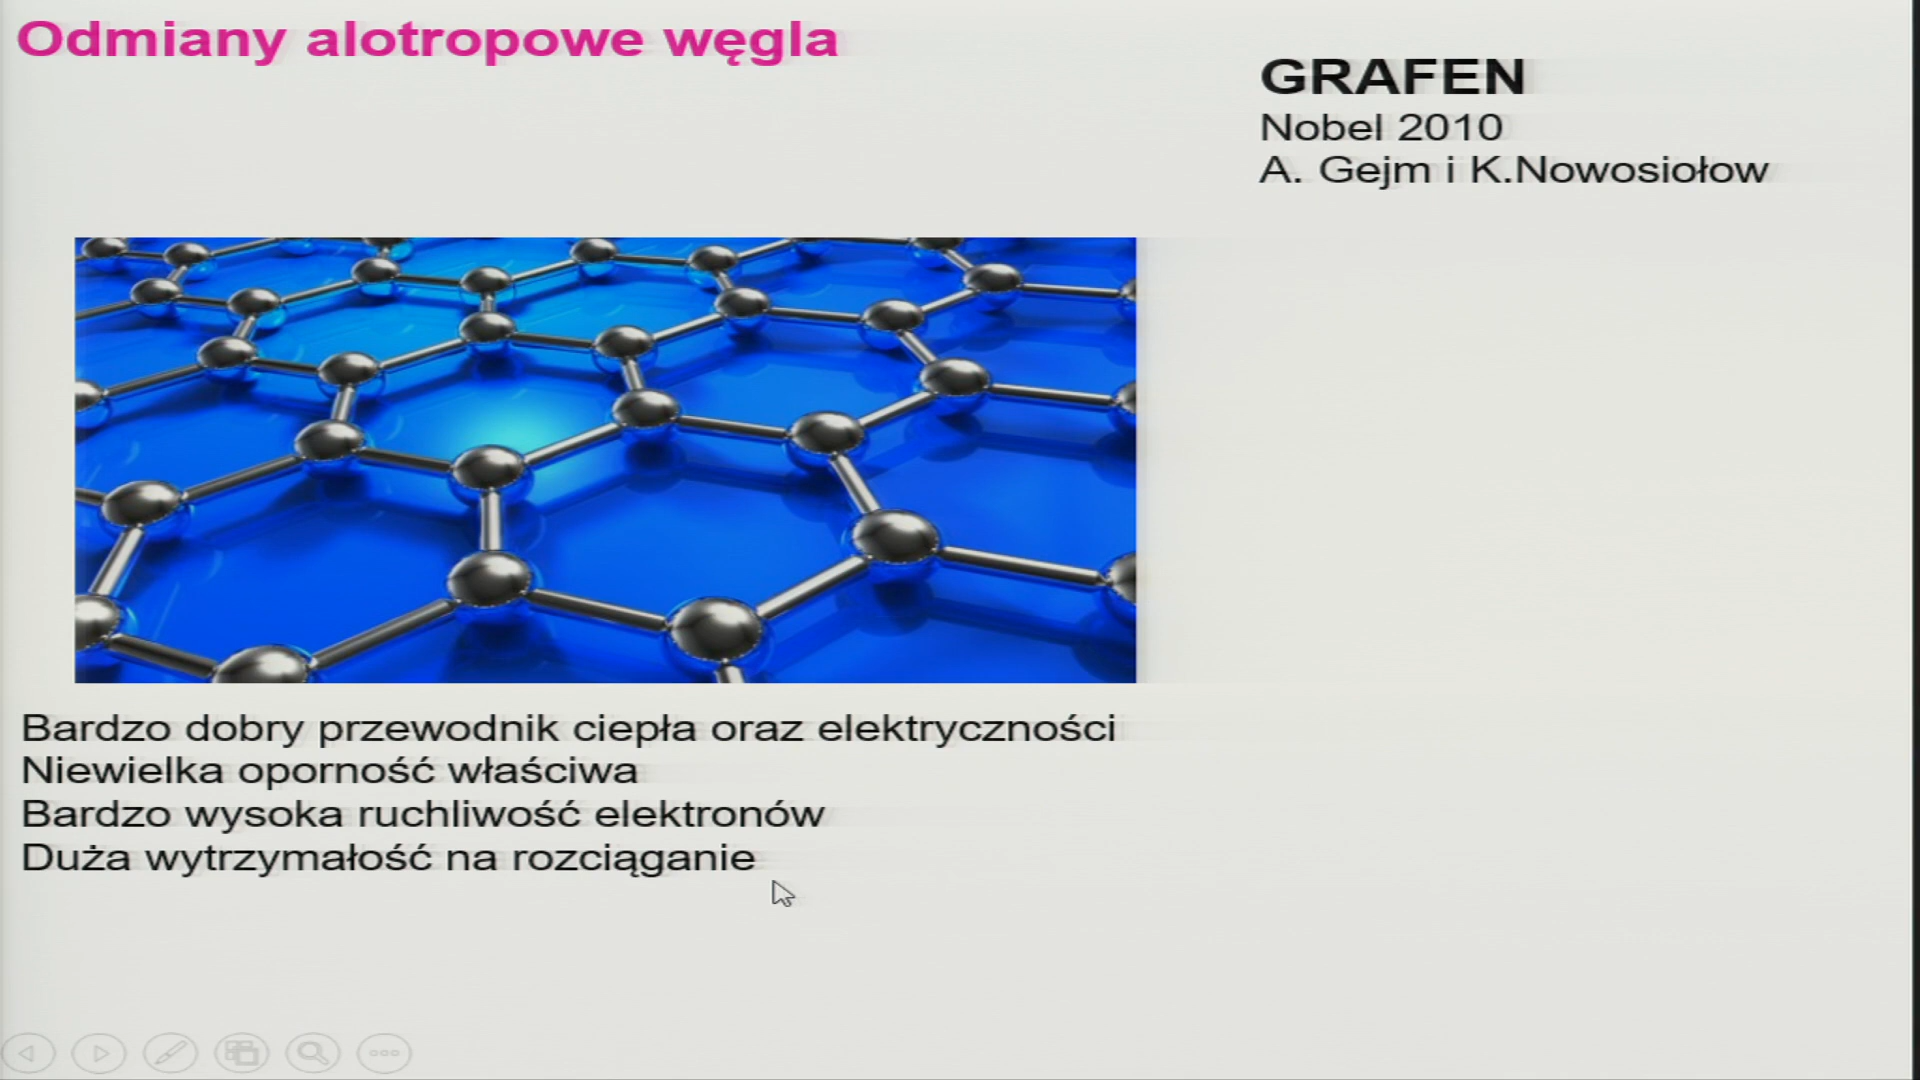 Odmiany alotropowe węgla
GRAFEN
Nobel 2010
A. Gejm i K.Nowosiołow
Bardzo dobry przewodnik ciepła oraz elektryczności
Niewielka oporność właściwa
Bardzo wysoka ruchliwość elektronów
Duża wytrzymałość na rozciąganie